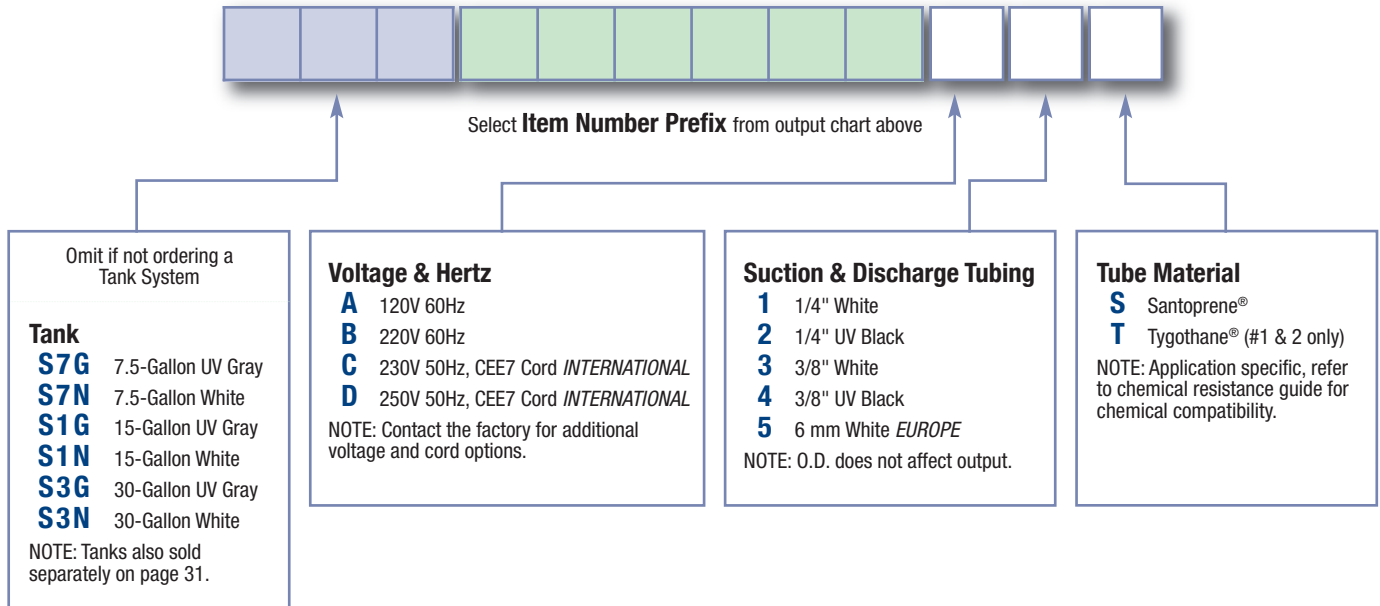 Select Item Number Prefix from output chart above
Omit if not ordering a
Tank System
Tank
S7G 7.5-Gallon UV Gray
S7N 7.5-Gallon White
S1G 15-Gallon UV Gray
S1N 15-Gallon White
S3G 30-Gallon UV Gray
S3N 30-Gallon White
NOTE: Tanks also sold
separately on page 31.
Voltage & Hertz
A 120V 60Hz
B 220V 60Hz
C 230V 50Hz, CEE7 Cord INTERNATIONAL
D 250V 50Hz, CEE7 Cord INTERNATIONAL
NOTE: Contact the factory for additional
voltage and cord options.
Suction & Discharge Tubing
1 1/4" White
2 1/4" UV Black
3 3/8" White
4 3/8" UV Black
5 6 mm White EUROPE
NOTE: O.D. does not affect output.
Tube Material
S Santoprene®
T Tygothane® (#1 & 2 only)
NOTE: Application specific, refer
to chemical resistance guide for
chemical compatibility.